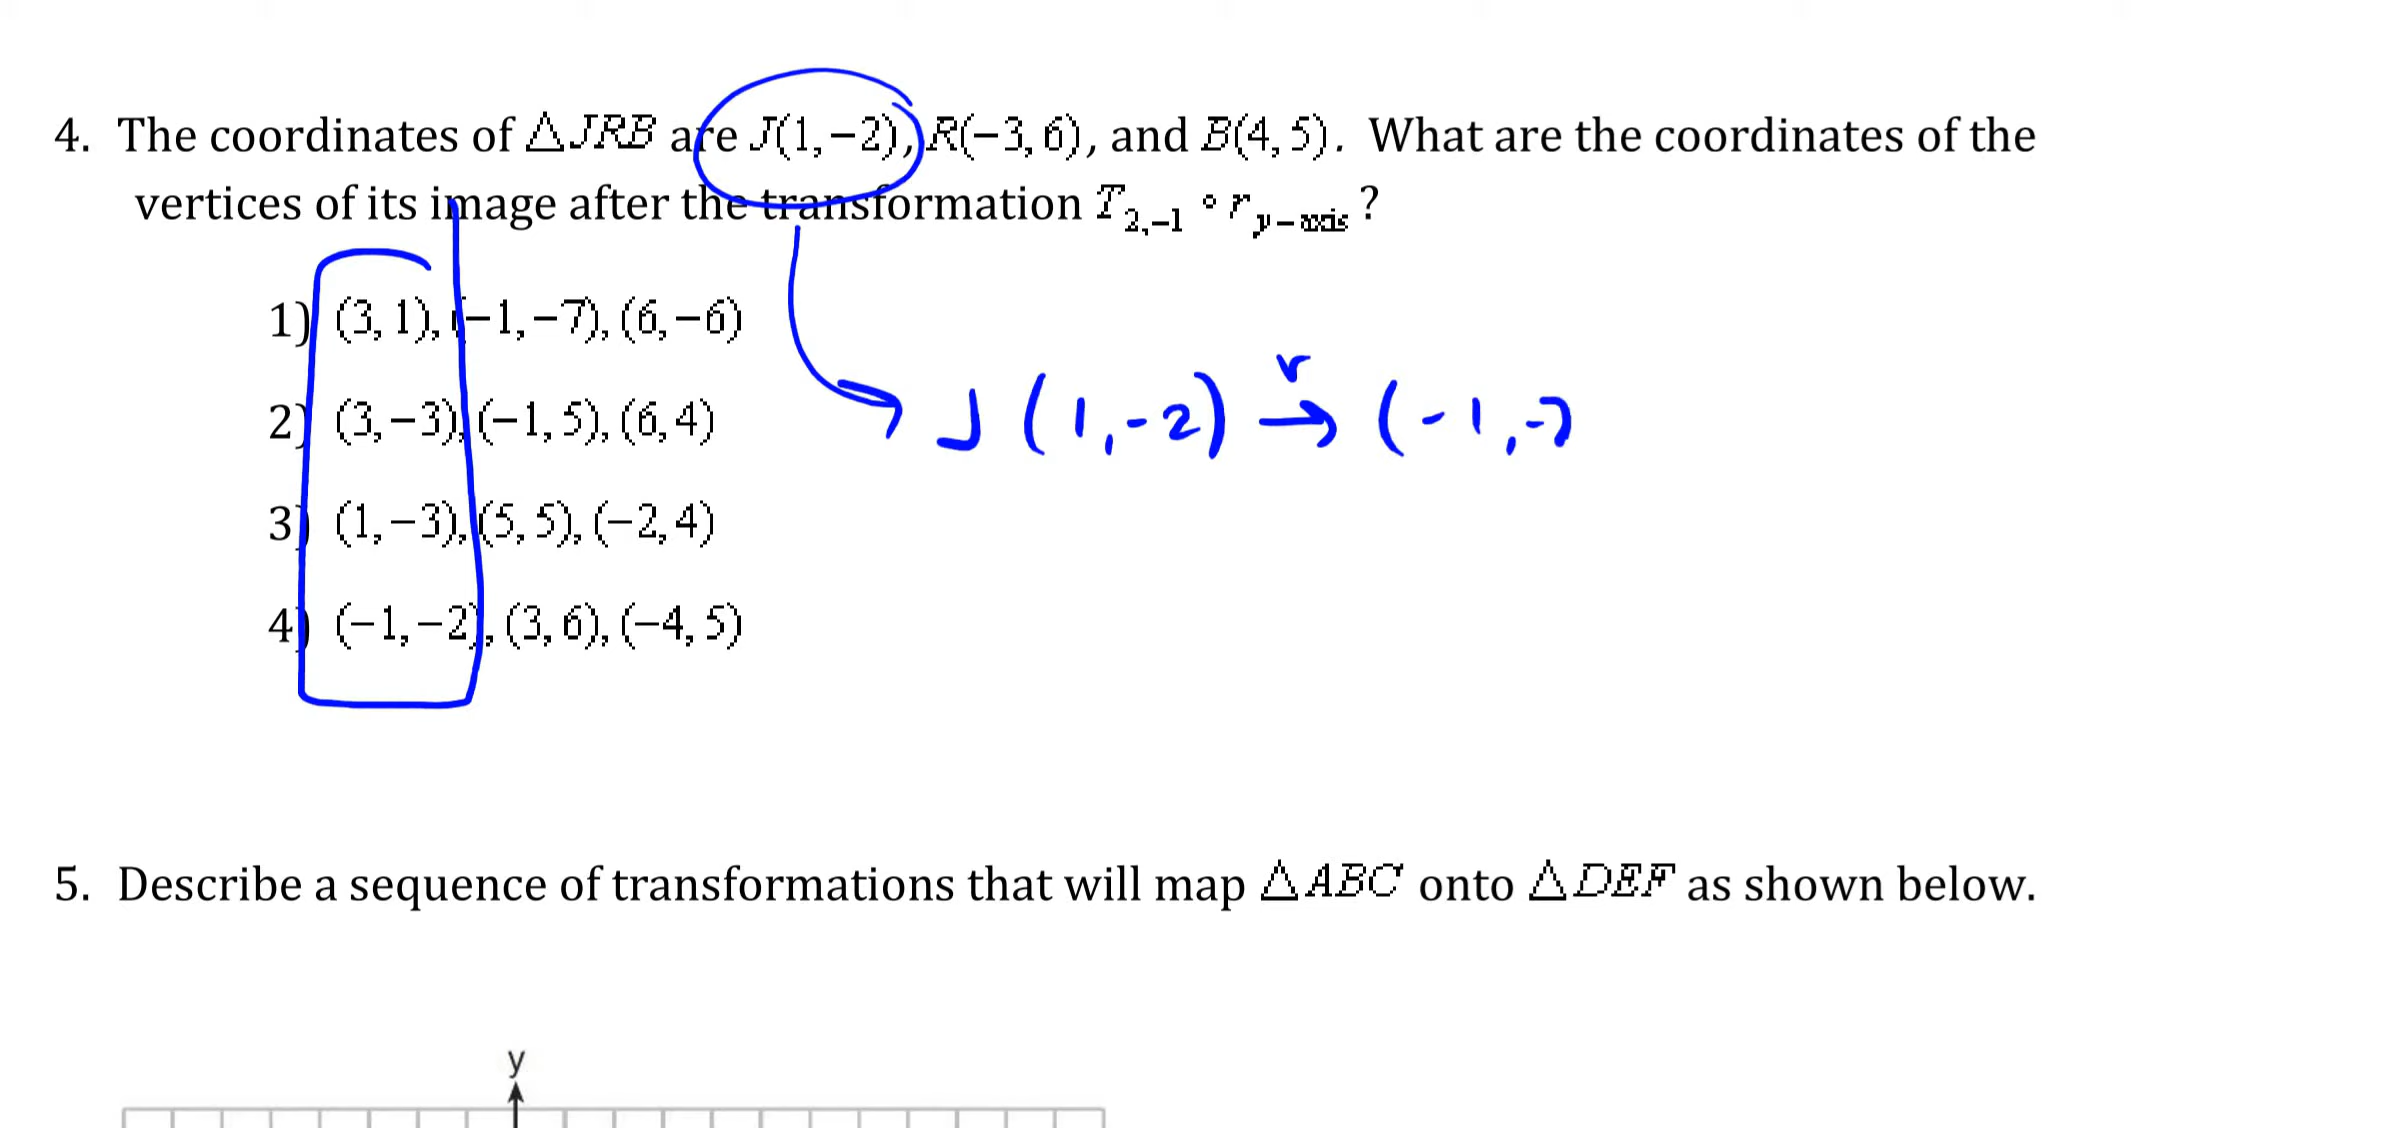 4. The coordinates of △JRB are J(1,−2), R(−3,6), and B(4,5). What are the coordinates of the
vertices of its image after the transformation T₂,₋₁ ∘ r y−axis ?
1) (3,1), (−1,−7), (6,−6)
2) (3,−3), (−1,5), (6,4)
J (1,-2) r→ (-1,-
3) (1,−3), (5,5), (−2,4)
4) (−1,−2), (3,6), (−4,5)
5. Describe a sequence of transformations that will map △ABC onto △DEF as shown below.
y